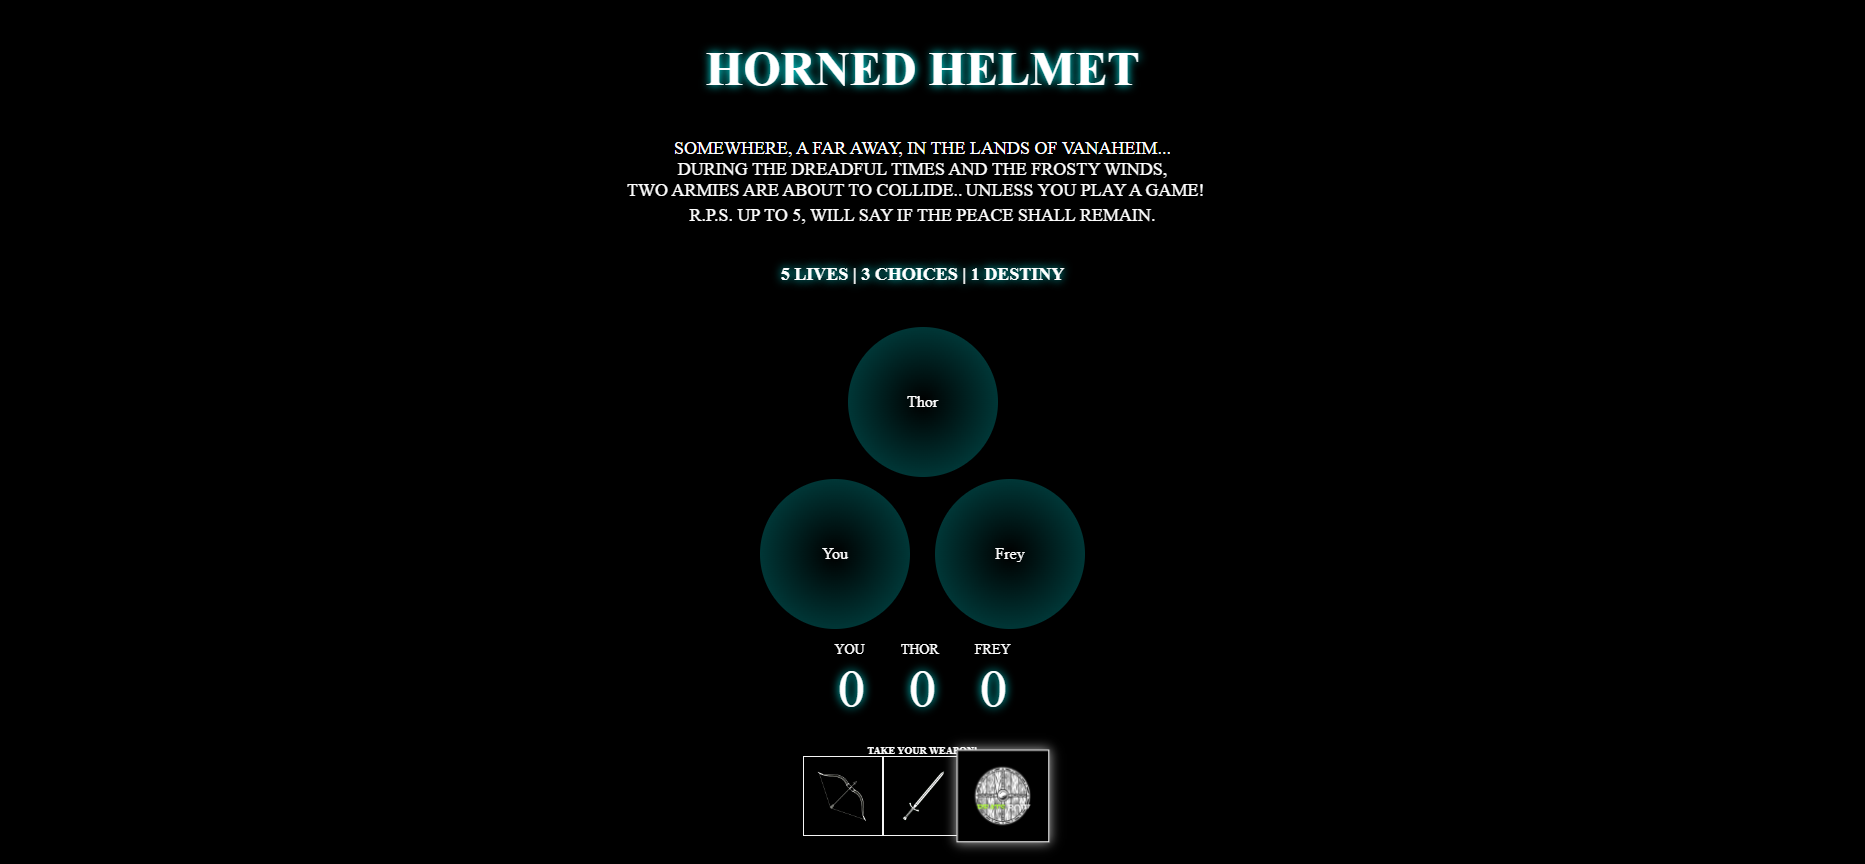 HORNED HELMET
SOMEWHERE, A FAR AWAY, IN THE LANDS OF VANAHEIM...
DURING THE DREADFUL TIMES AND THE FROSTY WINDS,
TWO ARMIES ARE ABOUT TO COLLIDE.. UNLESS YOU PLAY A GAME!
R.P.S. UP TO 5, WILL SAY IF THE PEACE SHALL REMAIN.
5 LIVES | 3 CHOICES | 1 DESTINY
Thor
You
Frey
YOU THOR FREY
0 0 0
TAKE YOUR WEAPON!